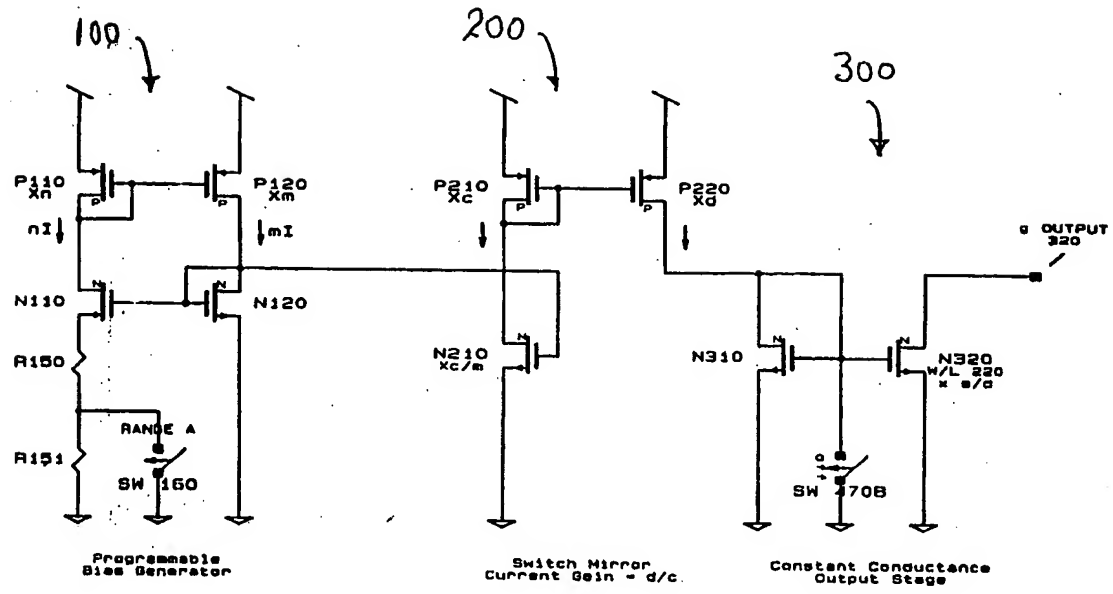 100
200
300
P110
Xn
P
P120
Xm
P
nI
mI
P210
Xc
P
P220
Xd
P
g OUTPUT
320
N110
N
N
N120
R150
N
N210
Xc/m
N310
N
N
N320
W/L 220
x e/d
RANGE A
R151
SW 160
SW 470B
Programmable
Bias Generator
Switch Mirror
Current Gain = d/c
Constant Conductance
Output Stage